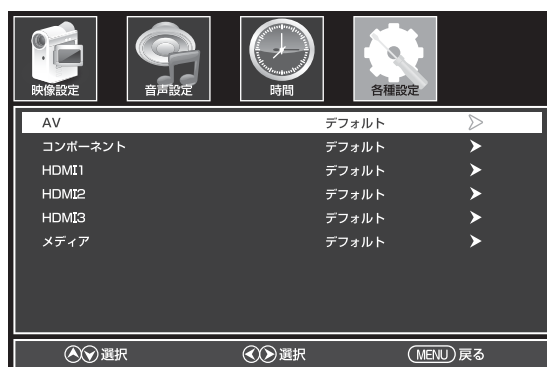 映像設定 音声設定 時間 各種設定
AV デフォルト
コンポーネント デフォルト
HDMI1 デフォルト
HDMI2 デフォルト
HDMI3 デフォルト
メディア デフォルト
選択 選択 MENU 戻る